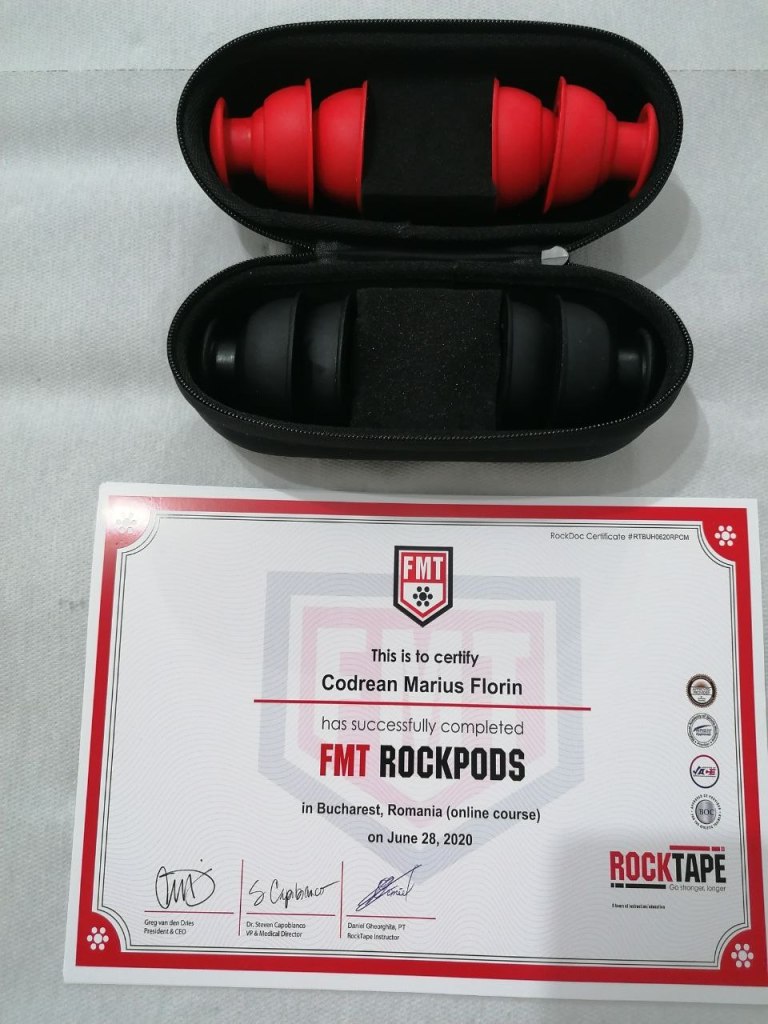 RockDoc Certificate #RTBUH0620RPCM
FMT
This is to certify
Codrean Marius Florin
has successfully completed
FMT ROCKPODS
in Bucharest, Romania (online course)
on June 28, 2020
BOC
ROCKTAPE
Go stronger, longer
Greg van den Dries
President & CEO
Dr. Steven Capobianco
VP & Medical Director
Daniel Gheorghita, PT
RockTape Instructor